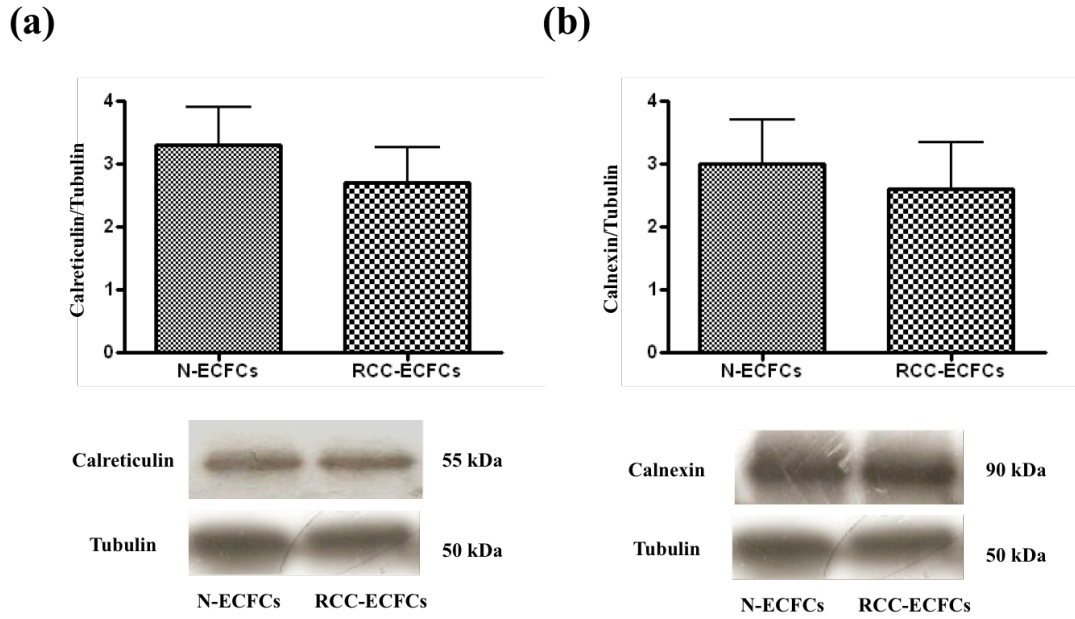 (a)
Calreticulin/Tubulin
4
3
2
1
0
N-ECFCs RCC-ECFCs
Calreticulin 55 kDa
Tubulin 50 kDa
N-ECFCs RCC-ECFCs
(b)
Calnexin/Tubulin
4
3
2
1
0
N-ECFCs RCC-ECFCs
Calnexin 90 kDa
Tubulin 50 kDa
N-ECFCs RCC-ECFCs